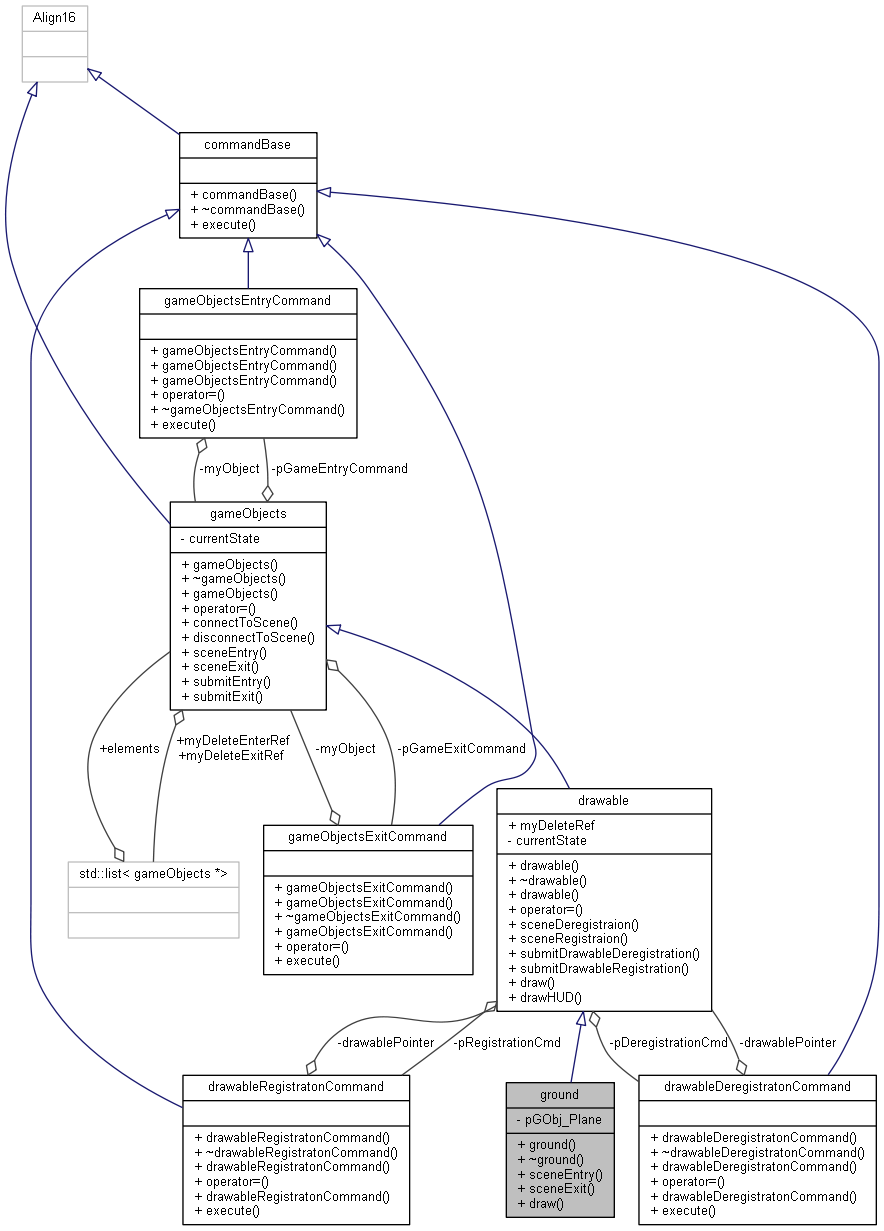 Align16
commandBase
+ commandBase()
+ ~commandBase()
+ execute()
gameObjectsEntryCommand
+ gameObjectsEntryCommand()
+ gameObjectsEntryCommand()
+ gameObjectsEntryCommand()
+ operator=()
+ ~gameObjectsEntryCommand()
+ execute()
-myObject
-pGameEntryCommand
gameObjects
- currentState
+ gameObjects()
+ ~gameObjects()
+ gameObjects()
+ operator=()
+ connectToScene()
+ disconnectToScene()
+ sceneEntry()
+ sceneExit()
+ submitEntry()
+ submitExit()
+elements
+myDeleteEnterRef
+myDeleteExitRef
-myObject
-pGameExitCommand
std::list< gameObjects *>
gameObjectsExitCommand
+ gameObjectsExitCommand()
+ gameObjectsExitCommand()
+ ~gameObjectsExitCommand()
+ gameObjectsExitCommand()
+ operator=()
+ execute()
drawable
+ myDeleteRef
- currentState
+ drawable()
+ ~drawable()
+ drawable()
+ operator=()
+ sceneDeregistraion()
+ sceneRegistraion()
+ submitDrawableDeregistration()
+ submitDrawableRegistration()
+ draw()
+ drawHUD()
-drawablePointer
-pRegistrationCmd
-pDeregistrationCmd
-drawablePointer
drawableRegistratonCommand
+ drawableRegistratonCommand()
+ ~drawableRegistratonCommand()
+ drawableRegistratonCommand()
+ operator=()
+ drawableRegistratonCommand()
+ execute()
ground
- pGObj_Plane
+ ground()
+ ~ground()
+ sceneEntry()
+ sceneExit()
+ draw()
drawableDeregistratonCommand
+ drawableDeregistratonCommand()
+ ~drawableDeregistratonCommand()
+ drawableDeregistratonCommand()
+ operator=()
+ drawableDeregistratonCommand()
+ execute()